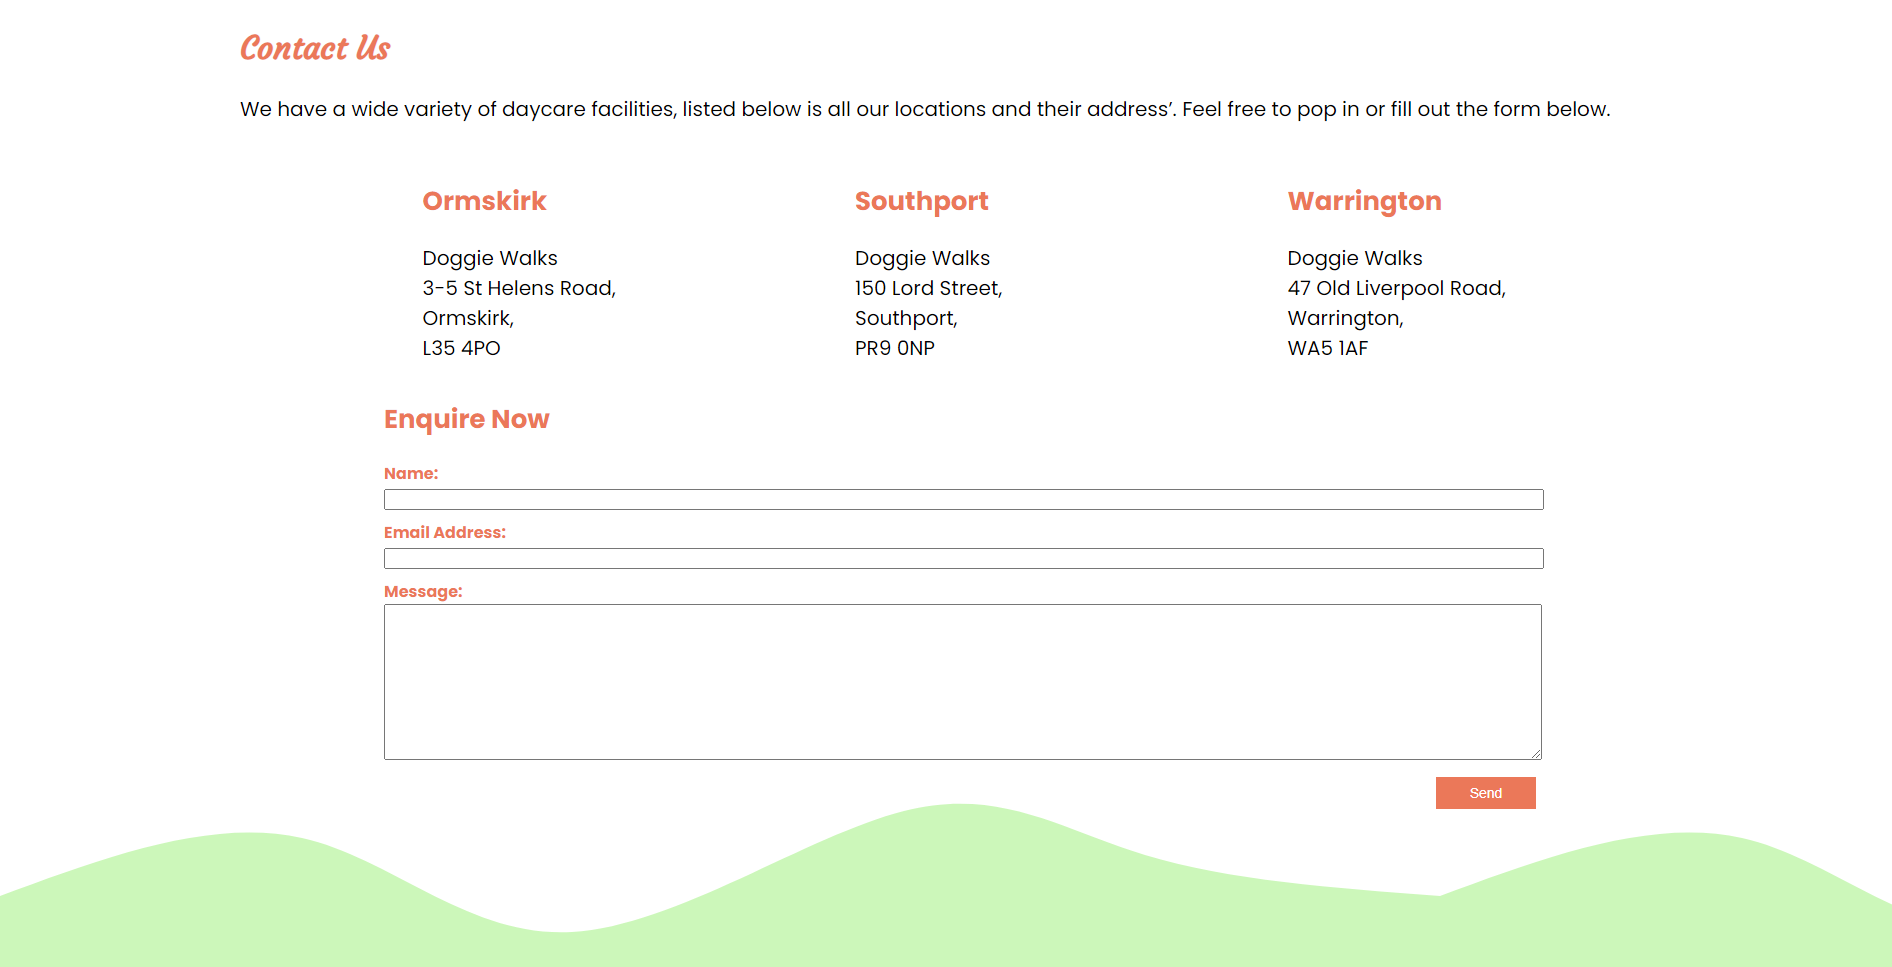 Contact Us
We have a wide variety of daycare facilities, listed below is all our locations and their address’. Feel free to pop in or fill out the form below.
Ormskirk
Doggie Walks
3-5 St Helens Road,
Ormskirk,
L35 4PO
Southport
Doggie Walks
150 Lord Street,
Southport,
PR9 0NP
Warrington
Doggie Walks
47 Old Liverpool Road,
Warrington,
WA5 1AF
Enquire Now
Name:
Email Address:
Message:
Send